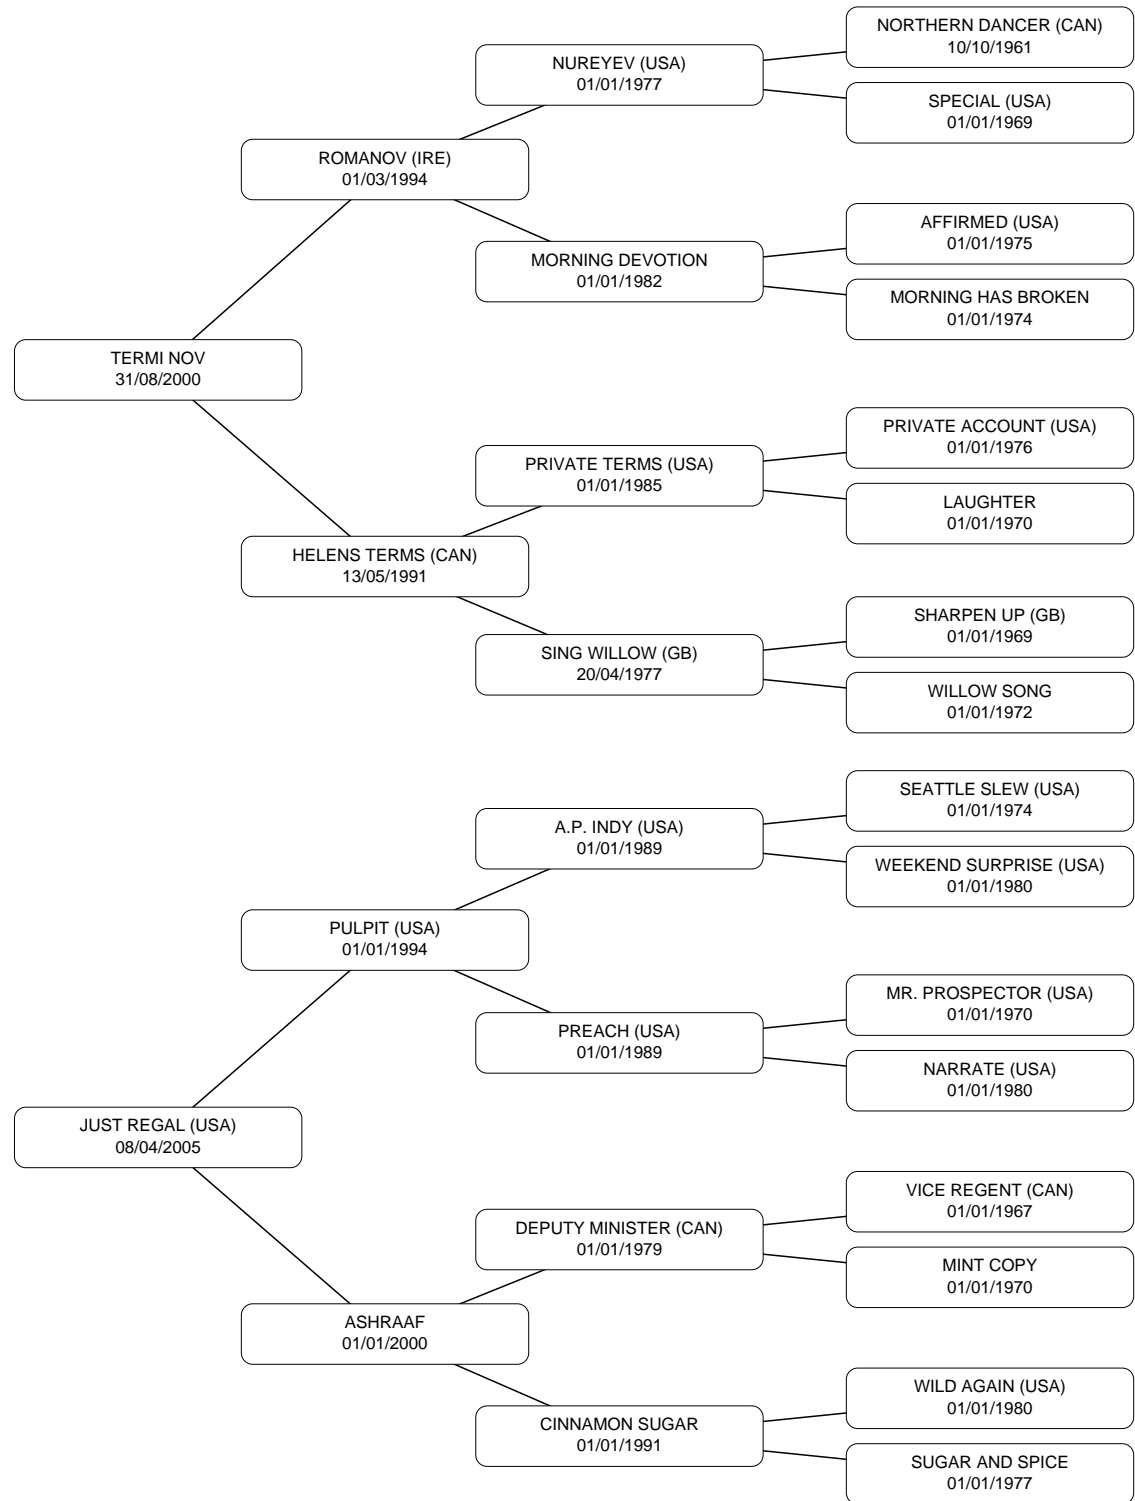 NORTHERN DANCER (CAN)
10/10/1961
NUREYEV (USA)
01/01/1977
SPECIAL (USA)
01/01/1969
ROMANOV (IRE)
01/03/1994
AFFIRMED (USA)
01/01/1975
MORNING DEVOTION
01/01/1982
MORNING HAS BROKEN
01/01/1974
TERMI NOV
31/08/2000
PRIVATE ACCOUNT (USA)
01/01/1976
PRIVATE TERMS (USA)
01/01/1985
LAUGHTER
01/01/1970
HELENS TERMS (CAN)
13/05/1991
SHARPEN UP (GB)
01/01/1969
SING WILLOW (GB)
20/04/1977
WILLOW SONG
01/01/1972
SEATTLE SLEW (USA)
01/01/1974
A.P. INDY (USA)
01/01/1989
WEEKEND SURPRISE (USA)
01/01/1980
PULPIT (USA)
01/01/1994
MR. PROSPECTOR (USA)
01/01/1970
PREACH (USA)
01/01/1989
NARRATE (USA)
01/01/1980
JUST REGAL (USA)
08/04/2005
VICE REGENT (CAN)
01/01/1967
DEPUTY MINISTER (CAN)
01/01/1979
MINT COPY
01/01/1970
ASHRAAF
01/01/2000
WILD AGAIN (USA)
01/01/1980
CINNAMON SUGAR
01/01/1991
SUGAR AND SPICE
01/01/1977